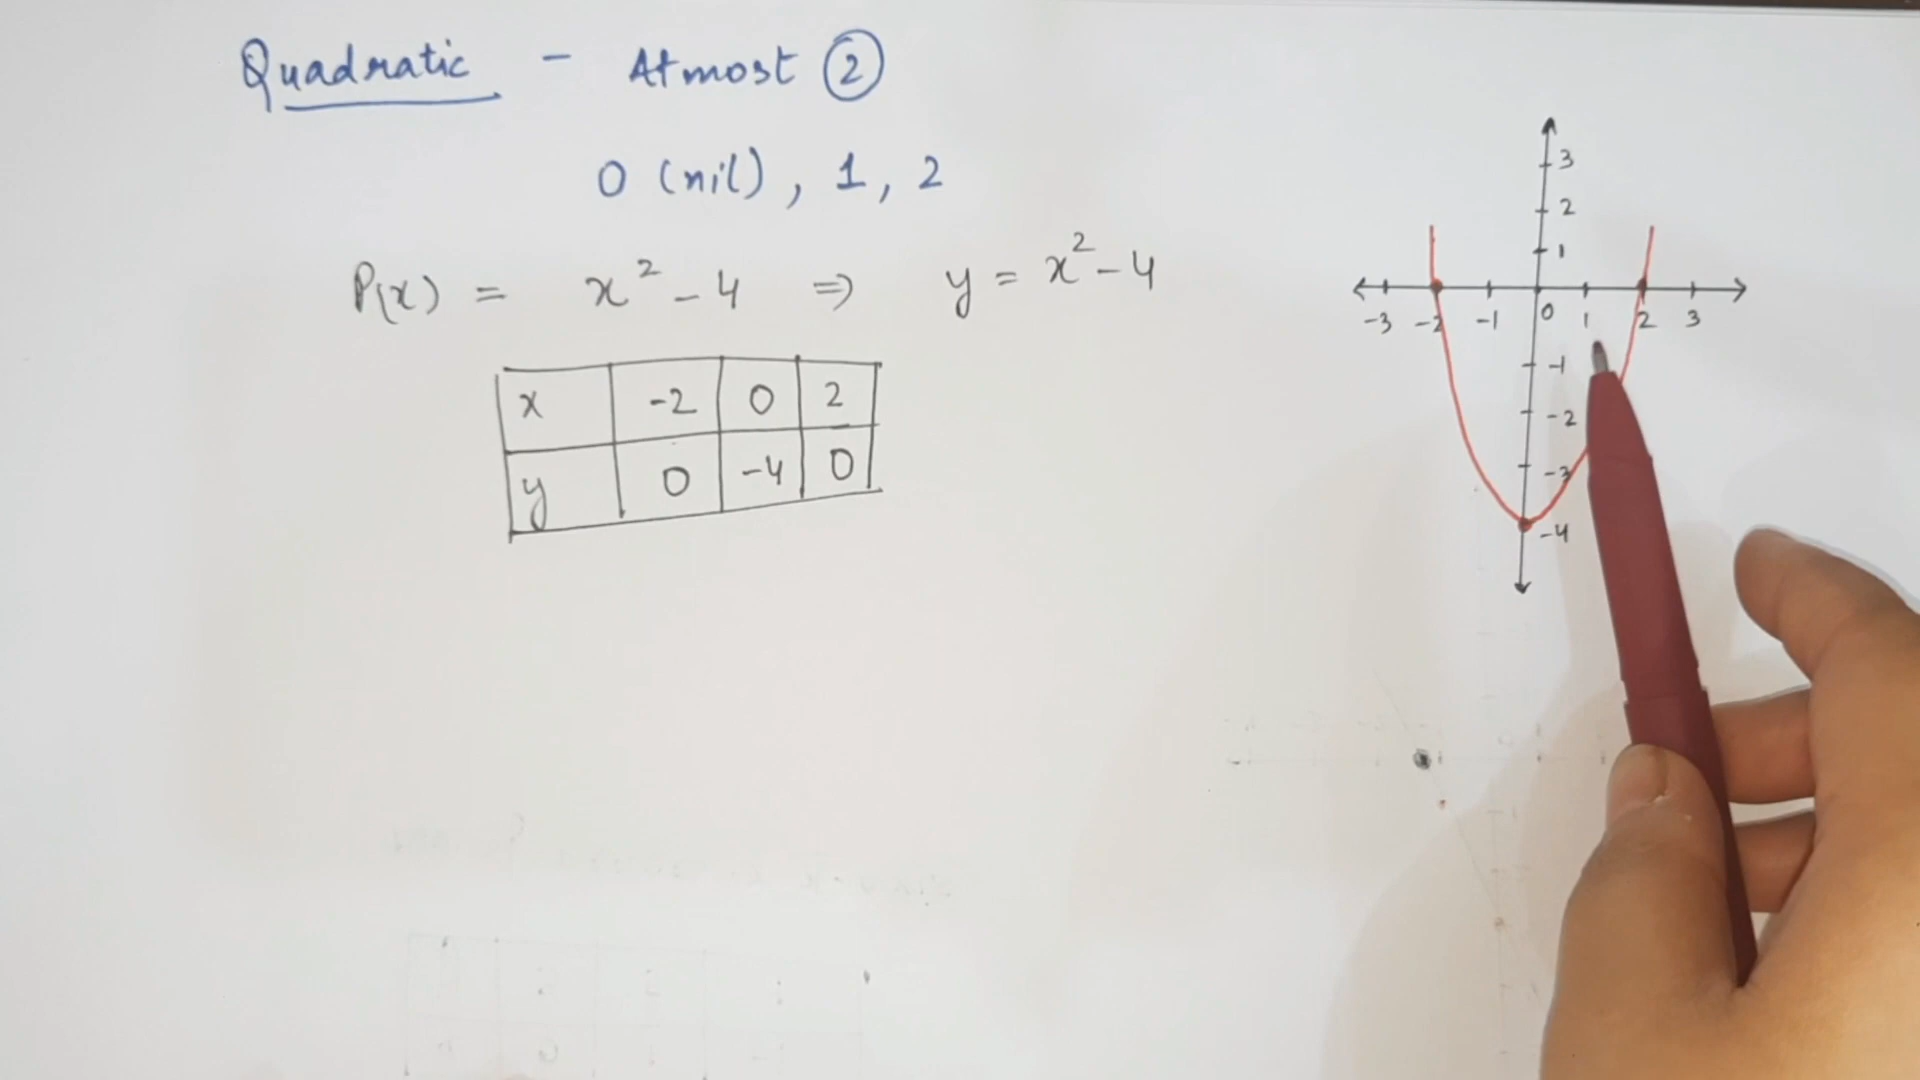 Quadratic - Atmost 2
0 (nil), 1, 2
P(x) = x² - 4 ⇒ y = x² - 4
x -2 0 2
y 0 -4 0
3
2
1
-3 -2 -1 0 1 2 3
-1
-2
-3
-4